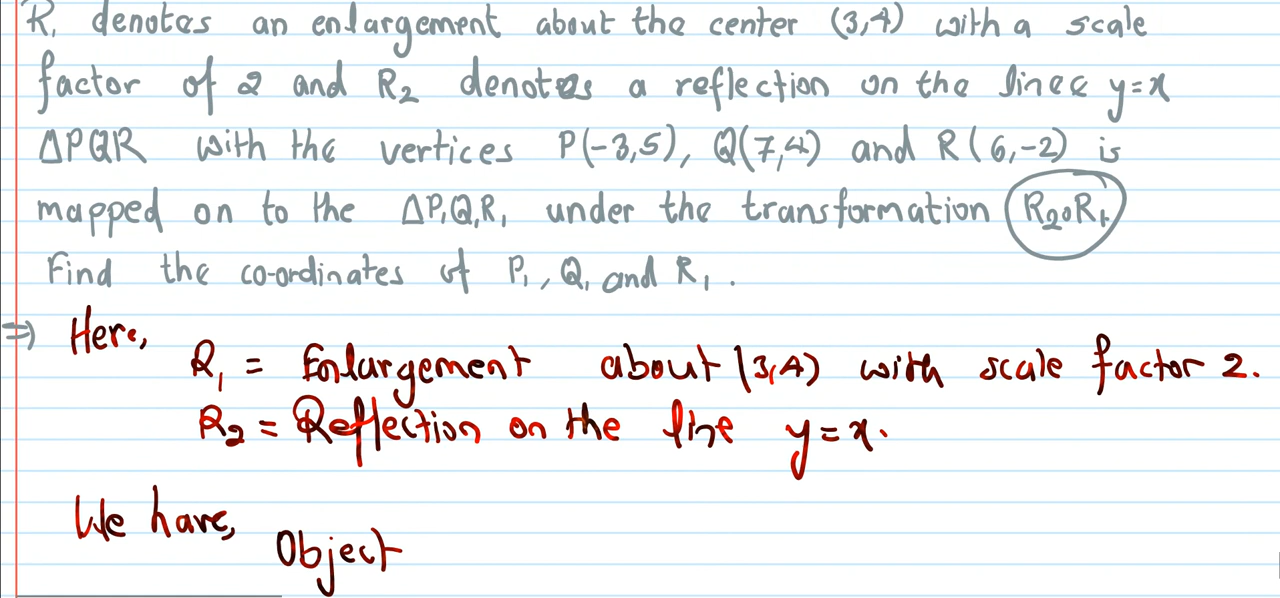 R₁ denotes an enlargement about the center (3,4) with a scale
factor of 2 and R₂ denotes a reflection on the linee y=x
ΔPQR with the vertices P(-3,5), Q(7,4) and R(6,-2) is
mapped on to the ΔP₁Q₁R₁ under the transformation R₂oR₁
Find the co-ordinates of P₁, Q₁ and R₁.
⇒ Here,
R₁ = Enlargement about (3,4) with scale factor 2.
R₂ = Reflection on the line y=x.
We have,
Object